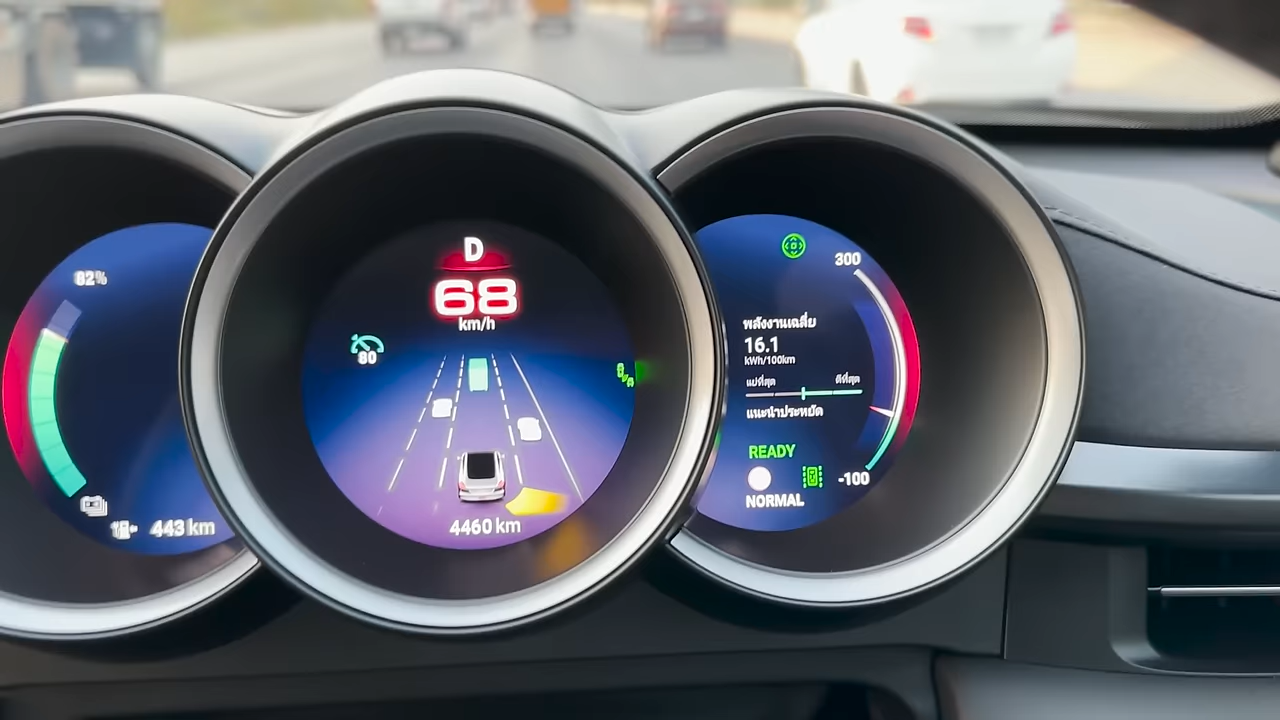 82%
443 km
D
68
km/h
80
4460 km
300
พลังงานเฉลี่ย
16.1
kWh/100km
แย่ที่สุด ดีที่สุด
แนะนำประหยัด
READY
-100
NORMAL